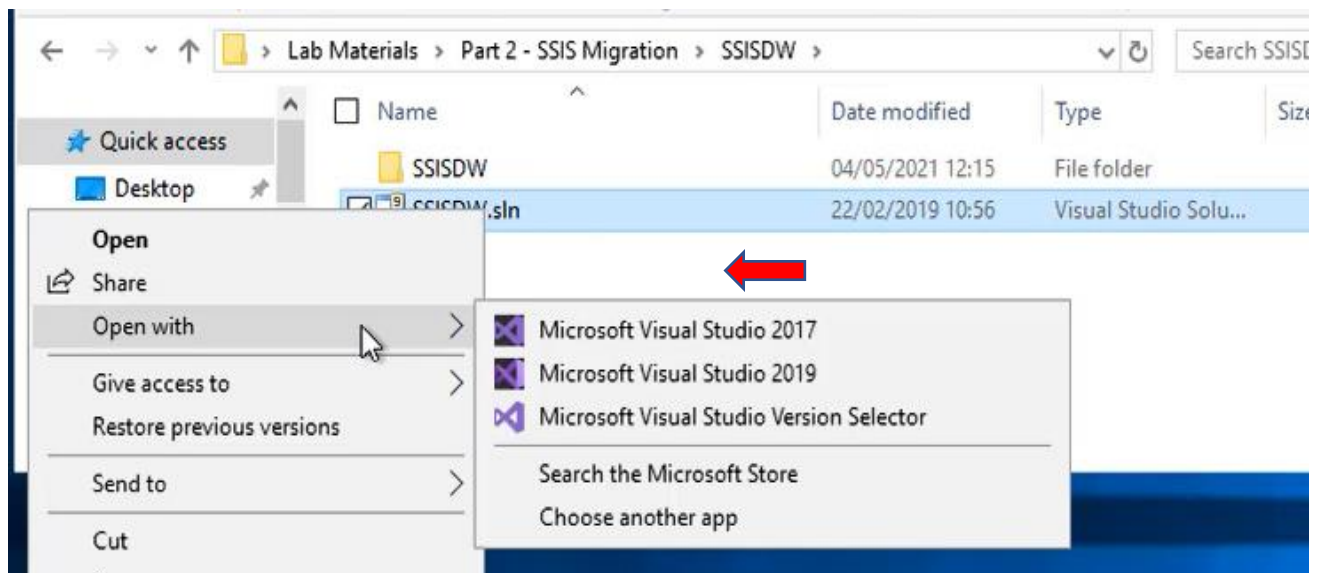 Lab Materials > Part 2 - SSIS Migration > SSISDW >
Search SSISD
Name Date modified Type Size
Quick access
SSISDW 04/05/2021 12:15 File folder
Desktop
SSISDW.sln 22/02/2019 10:56 Visual Studio Solu...
Open
Share
Open with
Give access to
Restore previous versions
Send to
Cut
Microsoft Visual Studio 2017
Microsoft Visual Studio 2019
Microsoft Visual Studio Version Selector
Search the Microsoft Store
Choose another app